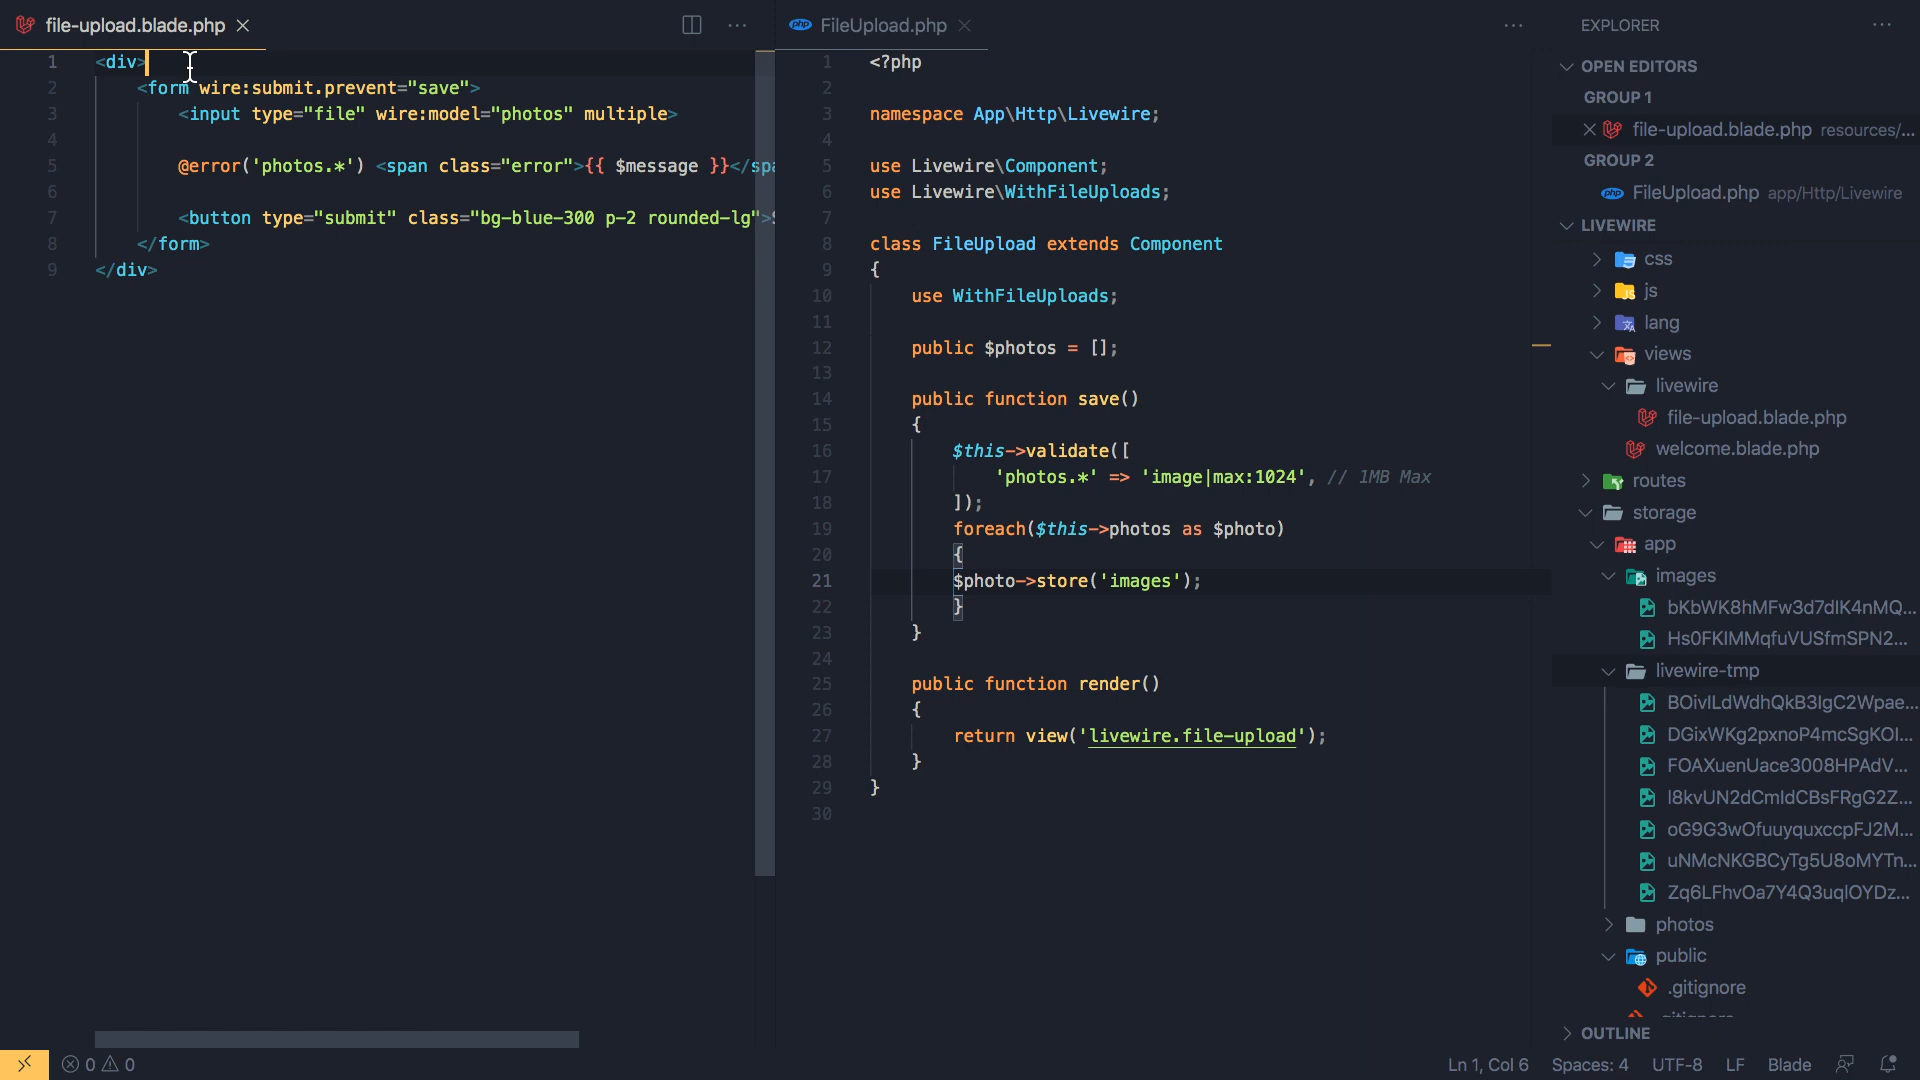 file-upload.blade.php
1 <div>
2 <form wire:submit.prevent="save">
3 <input type="file" wire:model="photos" multiple>
4
5 @error('photos.*') <span class="error">{{ $message }}</spa
6
7 <button type="submit" class="bg-blue-300 p-2 rounded-lg">S
8 </form>
9 </div>
FileUpload.php
1 <?php
2
3 namespace App\Http\Livewire;
4
5 use Livewire\Component;
6 use Livewire\WithFileUploads;
7
8 class FileUpload extends Component
9 {
10 use WithFileUploads;
11
12 public $photos = [];
13
14 public function save()
15 {
16 $this->validate([
17 'photos.*' => 'image|max:1024', // 1MB Max
18 ]);
19 foreach($this->photos as $photo)
20 {
21 $photo->store('images');
22 }
23 }
24
25 public function render()
26 {
27 return view('livewire.file-upload');
28 }
29 }
30
EXPLORER
OPEN EDITORS
GROUP 1
file-upload.blade.php resources/...
GROUP 2
php FileUpload.php app/Http/Livewire
LIVEWIRE
css
js
lang
views
livewire
file-upload.blade.php
welcome.blade.php
routes
storage
app
images
bKbWK8hMFw3d7dlK4nMQ...
Hs0FKIMMqfuVUSfmSPN2...
livewire-tmp
BOivlLdWdhQkB3lgC2Wpae...
DGixWKg2pxnoP4mcSgKOl...
FOAXuenUace3008HPAdV...
I8kvUN2dCmldCBsFRgG2Z...
oG9G3wOfuuyquxccpFJ2M...
uNMcNKGBCyTg5U8oMYTn...
Zq6LFhvOa7Y4Q3uqlOYDz...
photos
public
.gitignore
OUTLINE
0 0
Ln 1, Col 6 Spaces: 4 UTF-8 LF Blade